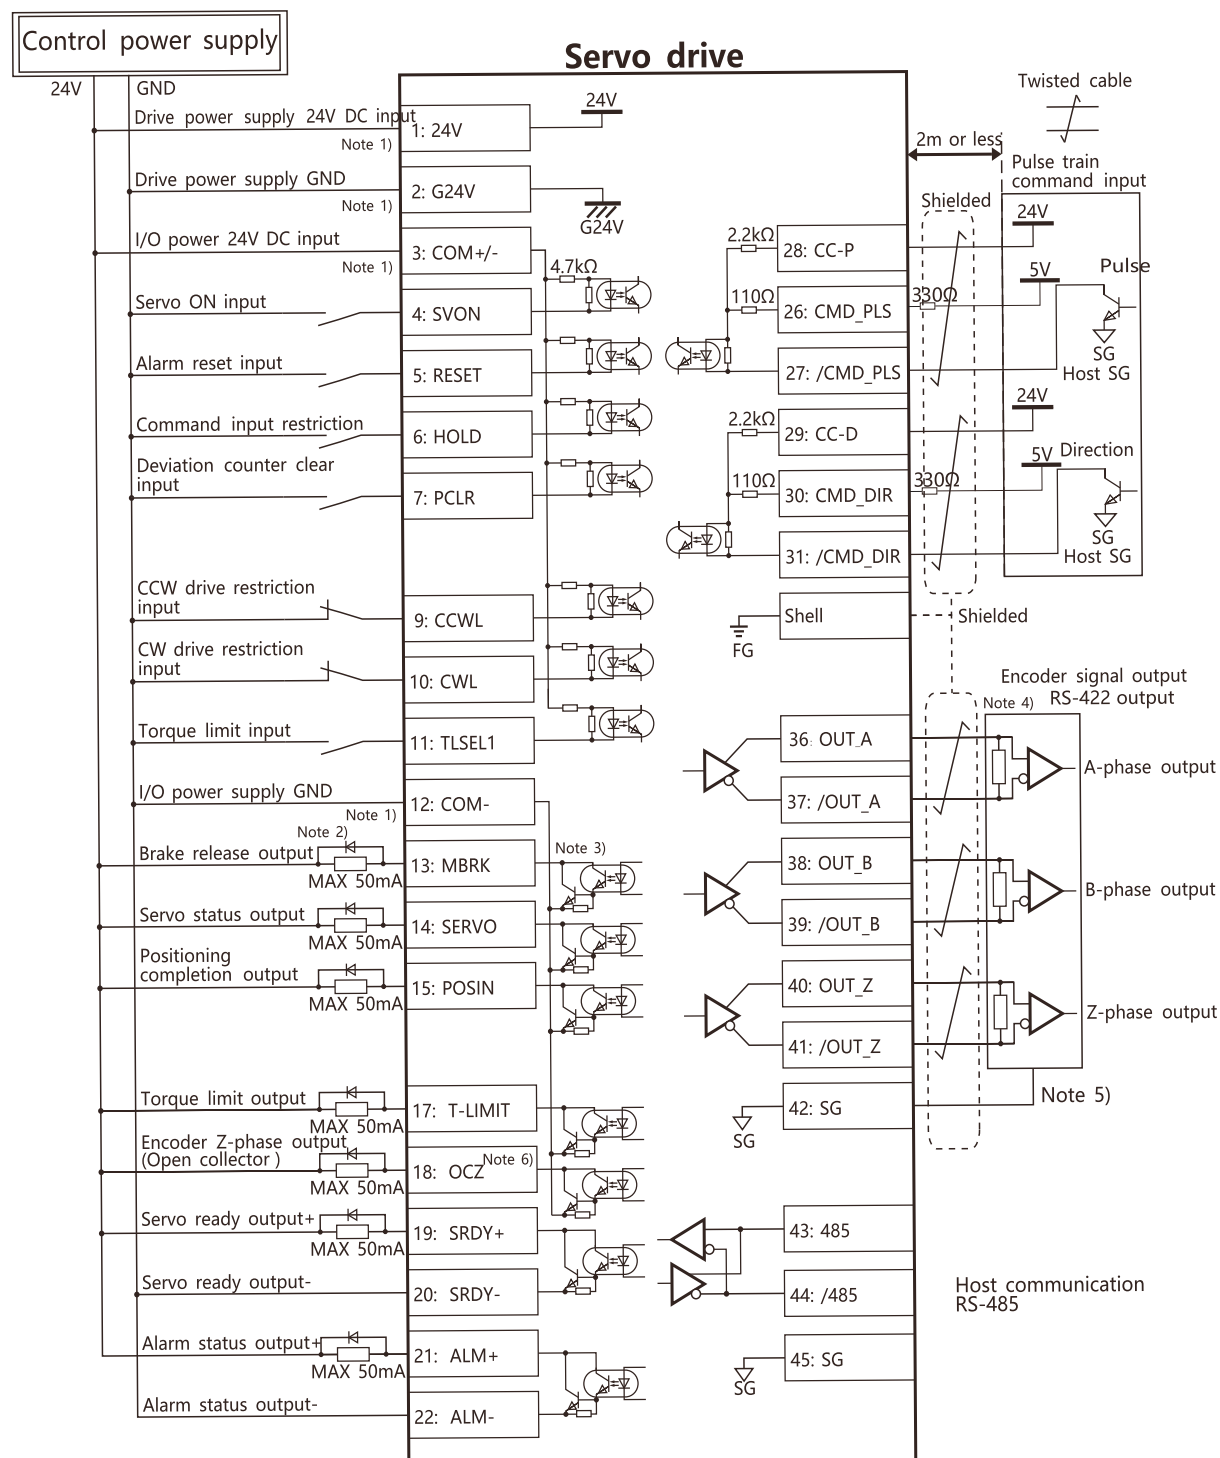 Control power supply
24V
GND
Servo drive
Drive power supply 24V DC input
Note 1)
1: 24V
24V
Drive power supply GND
Note 1)
2: G24V
G24V
I/O power 24V DC input
Note 1)
3: COM+/-
4.7kΩ
Servo ON input
4: SVON
Alarm reset input
5: RESET
Command input restriction
6: HOLD
Deviation counter clear
input
7: PCLR
CCW drive restriction
input
9: CCWL
CW drive restriction
input
10: CWL
Torque limit input
11: TLSEL1
I/O power supply GND
Note 1)
12: COM-
Note 2)
Brake release output
MAX 50mA
13: MBRK
Note 3)
Servo status output
MAX 50mA
14: SERVO
Positioning
completion output
MAX 50mA
15: POSIN
Torque limit output
MAX 50mA
17: T-LIMIT
Encoder Z-phase output
(Open collector )
MAX 50mA
18: OCZ
Note 6)
Servo ready output+
MAX 50mA
19: SRDY+
Servo ready output-
20: SRDY-
Alarm status output+
MAX 50mA
21: ALM+
Alarm status output-
22: ALM-
Twisted cable
2m or less
Pulse train
command input
Shielded
2.2kΩ
28: CC-P
24V
110Ω
26: CMD_PLS
330Ω
5V
Pulse
27: /CMD_PLS
SG
Host SG
2.2kΩ
29: CC-D
24V
110Ω
30: CMD_DIR
330Ω
5V
Direction
31: /CMD_DIR
SG
Host SG
Shell
FG
Shielded
Encoder signal output
Note 4)
RS-422 output
36: OUT_A
37: /OUT_A
A-phase output
38: OUT_B
39: /OUT_B
B-phase output
40: OUT_Z
41: /OUT_Z
Z-phase output
42: SG
SG
Note 5)
43: 485
44: /485
Host communication
RS-485
45: SG
SG